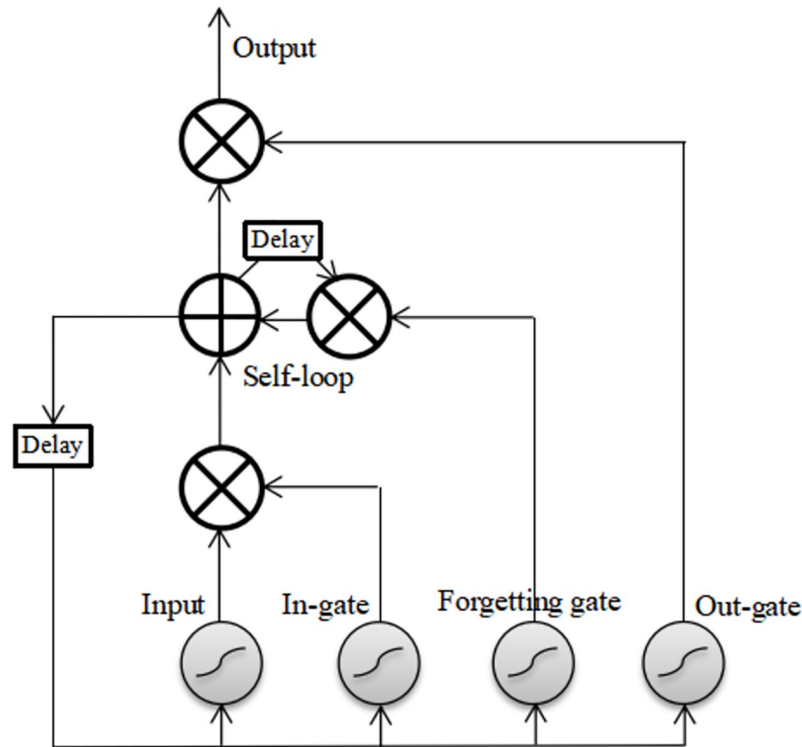 Output
Delay
Self-loop
Delay
Input
In-gate
Forgetting gate
Out-gate